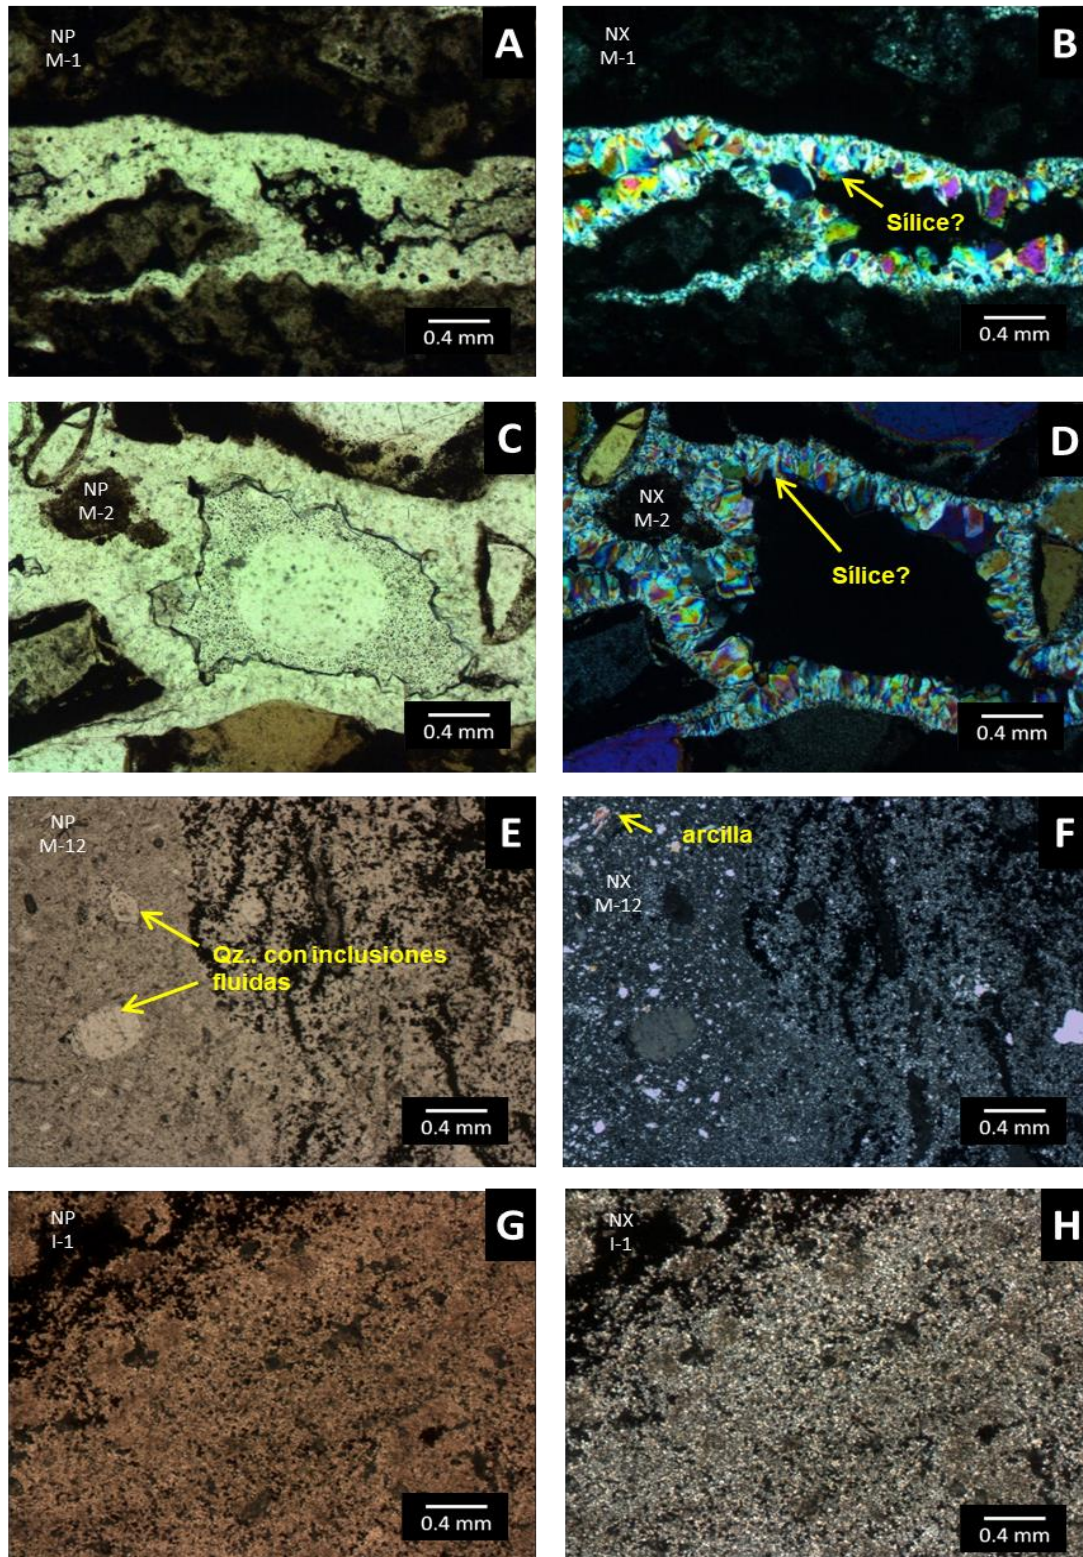 NP
M-1
A
NX
M-1
B
Sílice?
0.4 mm
0.4 mm
NP
M-2
C
NX
M-2
D
Sílice?
0.4 mm
0.4 mm
NP
M-12
E
Qz.. con inclusiones
fluidas
0.4 mm
arcilla
NX
M-12
F
0.4 mm
NP
I-1
G
0.4 mm
NX
I-1
H
0.4 mm